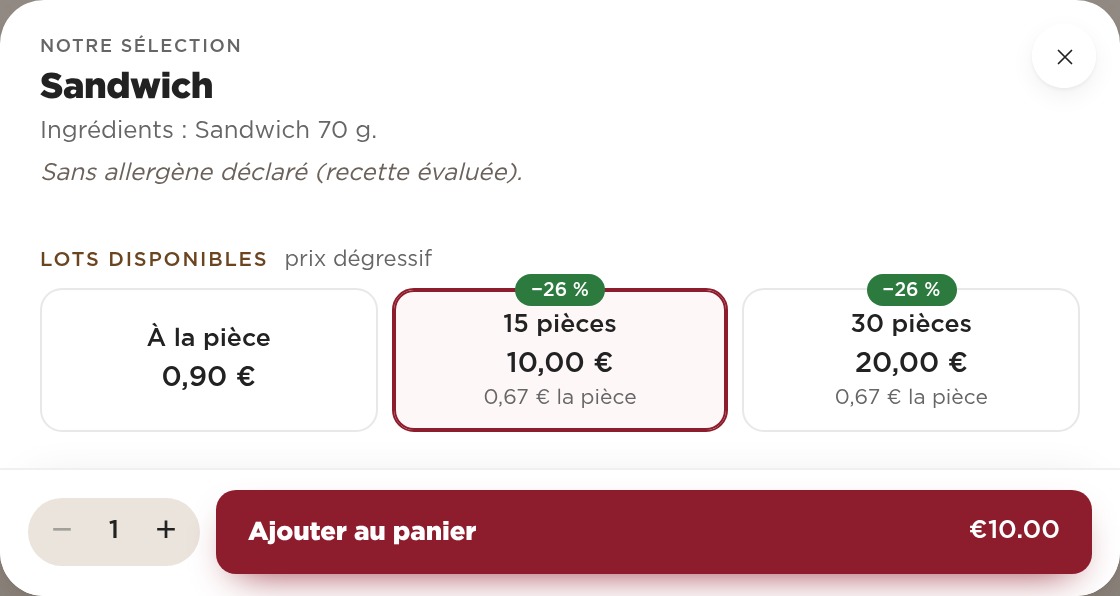 NOTRE SÉLECTION
Sandwich
Ingrédients : Sandwich 70 g.
Sans allergène déclaré (recette évaluée).
LOTS DISPONIBLES prix dégressif
−26 % −26 %
À la pièce
0,90 €
15 pièces
10,00 €
0,67 € la pièce
30 pièces
20,00 €
0,67 € la pièce
− 1 + Ajouter au panier €10.00